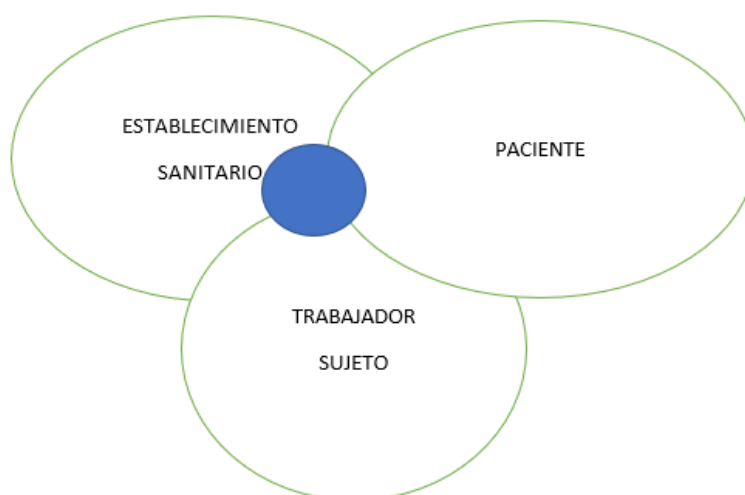 ESTABLECIMIENTO
SANITARIO
PACIENTE
TRABAJADOR
SUJETO